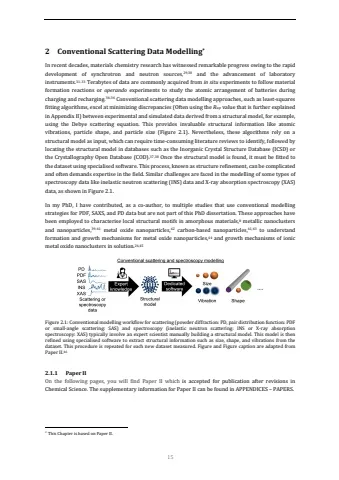 2 Conventional Scattering Data Modelling*
In recent decades, materials chemistry research has witnessed remarkable progress owing to the rapid
development of synchrotron and neutron sources, and the advancement of laboratory
instruments. Terabytes of data are commonly acquired from in situ experiments to follow material
formation reactions or operando experiments to study the atomic arrangement of batteries during
charging and recharging. Conventional scattering data modelling approaches, such as least-squares
fitting algorithms, excel at minimising discrepancies (Often using the Rwp value that is further explained
in Appendix B) between experimental and simulated data derived from a structural model, for example,
using the Debye scattering equation. This provides invaluable structural information like atomic
vibrations, particle shape, and particle size (Figure 2.1). Nevertheless, these algorithms rely on a
structural model as input, which can require time-consuming literature reviews to identify, followed by
locating the structural model in databases such as the Inorganic Crystal Structure Database (ICSD) or
the Crystallography Open Database (COD). Once the structural model is found, it must be fitted to
the dataset using specialised software. This process, known as structure refinement, can be complicated
and often demands expertise in the field. Similar challenges are faced in the modelling of some types of
spectroscopy data like inelastic neutron scattering (INS) data and X-ray absorption spectroscopy (XAS)
data, as shown in Figure 2.1.
In my PhD, I have contributed, as a co-author, to multiple studies that use conventional modelling
strategies for PDF, SAXS, and PD data but are not part of this PhD dissertation. These approaches have
been employed to characterise local structural motifs in amorphous materials, metallic nanoclusters
and nanoparticles, metal oxide nanoparticles, carbon-based nanoparticles, to understand
formation and growth mechanisms for metal oxide nanoparticles, and growth mechanisms of ionic
metal oxido nanoclusters in solution.
Conventional scattering and spectroscopy modelling
PD
PDF
SAS
INS
XAS
Expert
knowledge
Dedicated
software
Size
Scattering or
spectroscopy
data
Structural
model
Vibration
Shape
....
Figure 2.1: Conventional modelling workflow for scattering (powder diffraction: PD, pair distribution function: PDF
or small-angle scattering: SAS) and spectroscopy (inelastic neutron scattering: INS or X-ray absorption
spectroscopy: XAS) typically involve an expert scientist manually building a structural model. This model is then
refined using specialised software to extract structural information such as size, shape, and vibrations from the
dataset. This procedure is repeated for each new dataset measured. Figure and Figure caption are adapted from
Paper II.
2.1.1 Paper II
On the following pages, you will find Paper II which is accepted for publication after revisions in
Chemical Science. The supplementary information for Paper II can be found in APPENDICES – PAPERS.
* This Chapter is based on Paper II.
15